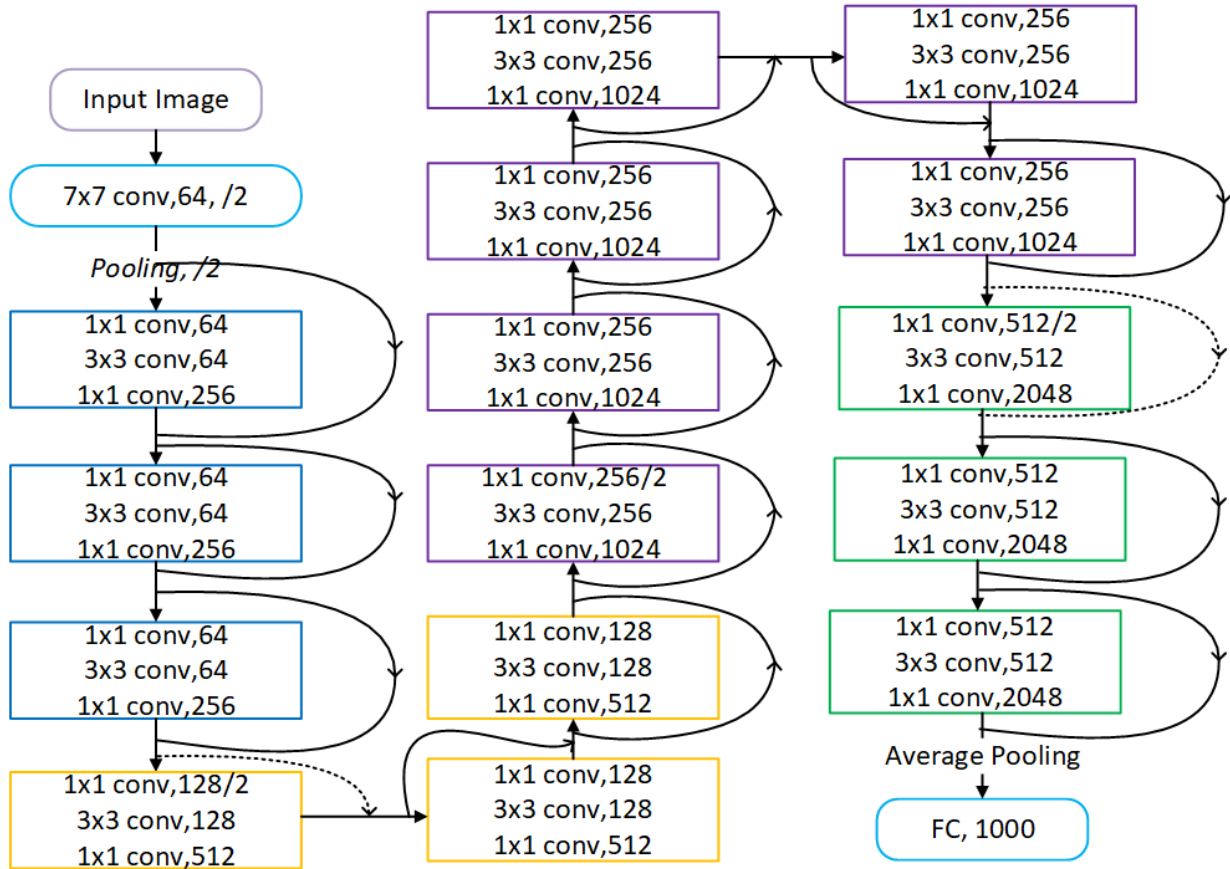 Input Image
7x7 conv,64, /2
Pooling, /2
1x1 conv,64
3x3 conv,64
1x1 conv,256
1x1 conv,64
3x3 conv,64
1x1 conv,256
1x1 conv,64
3x3 conv,64
1x1 conv,256
1x1 conv,128/2
3x3 conv,128
1x1 conv,512
1x1 conv,128
3x3 conv,128
1x1 conv,512
1x1 conv,128
3x3 conv,128
1x1 conv,512
1x1 conv,256/2
3x3 conv,256
1x1 conv,1024
1x1 conv,256
3x3 conv,256
1x1 conv,1024
1x1 conv,256
3x3 conv,256
1x1 conv,1024
1x1 conv,256
3x3 conv,256
1x1 conv,1024
1x1 conv,256
3x3 conv,256
1x1 conv,1024
1x1 conv,256
3x3 conv,256
1x1 conv,1024
1x1 conv,512/2
3x3 conv,512
1x1 conv,2048
1x1 conv,512
3x3 conv,512
1x1 conv,2048
1x1 conv,512
3x3 conv,512
1x1 conv,2048
Average Pooling
FC, 1000